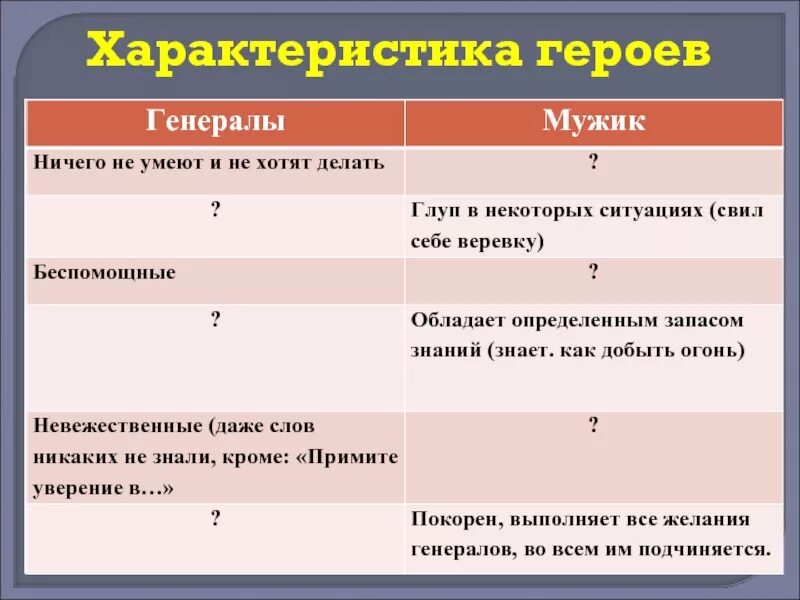 Характеристика героев
Генералы Мужик
Ничего не умеют и не хотят делать ?
? Глуп в некоторых ситуациях (свил
себе веревку)
Беспомощные ?
? Обладает определенным запасом
знаний (знает. как добыть огонь)
Невежественные (даже слов ?
никаких не знали, кроме: «Примите
уверение в…»
? Покорен, выполняет все желания
генералов, во всем им подчиняется.